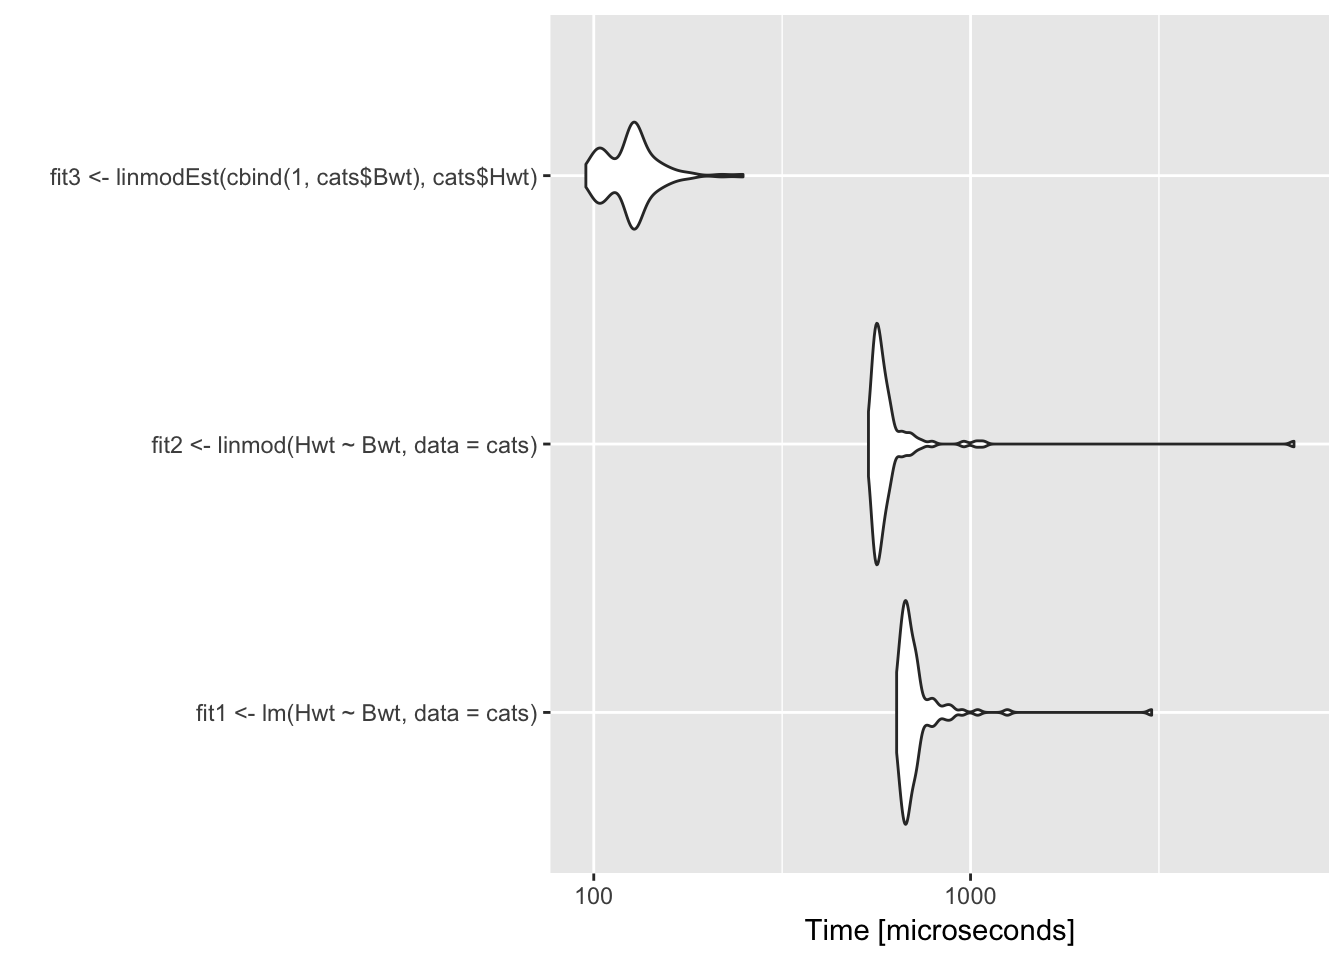 fit3 <- linmodEst(cbind(1, cats$Bwt), cats$Hwt)
fit2 <- linmod(Hwt ~ Bwt, data = cats)
fit1 <- lm(Hwt ~ Bwt, data = cats)
100 1000
Time [microseconds]